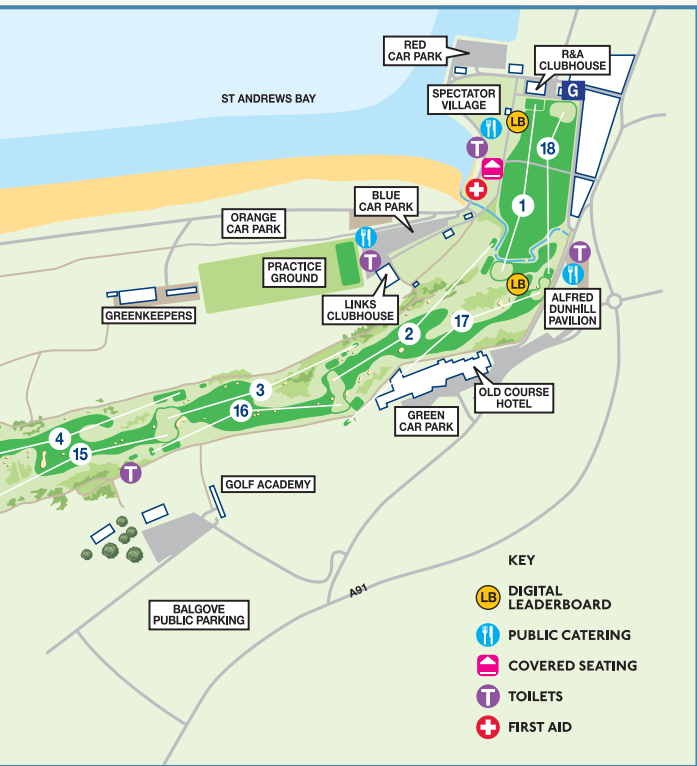 RED
CAR PARK
R&A
CLUBHOUSE
ST ANDREWS BAY
SPECTATOR
VILLAGE
G
LB
T
18
1
BLUE
CAR PARK
ORANGE
CAR PARK
PRACTICE
GROUND
T
T
LB
GREENKEEPERS
LINKS
CLUBHOUSE
ALFRED
DUNHILL
PAVILION
2
17
3
16
OLD COURSE
HOTEL
GREEN
CAR PARK
4
15
T
GOLF ACADEMY
A91
BALGOVE
PUBLIC PARKING
KEY
LB DIGITAL
LEADERBOARD
PUBLIC CATERING
COVERED SEATING
T TOILETS
FIRST AID